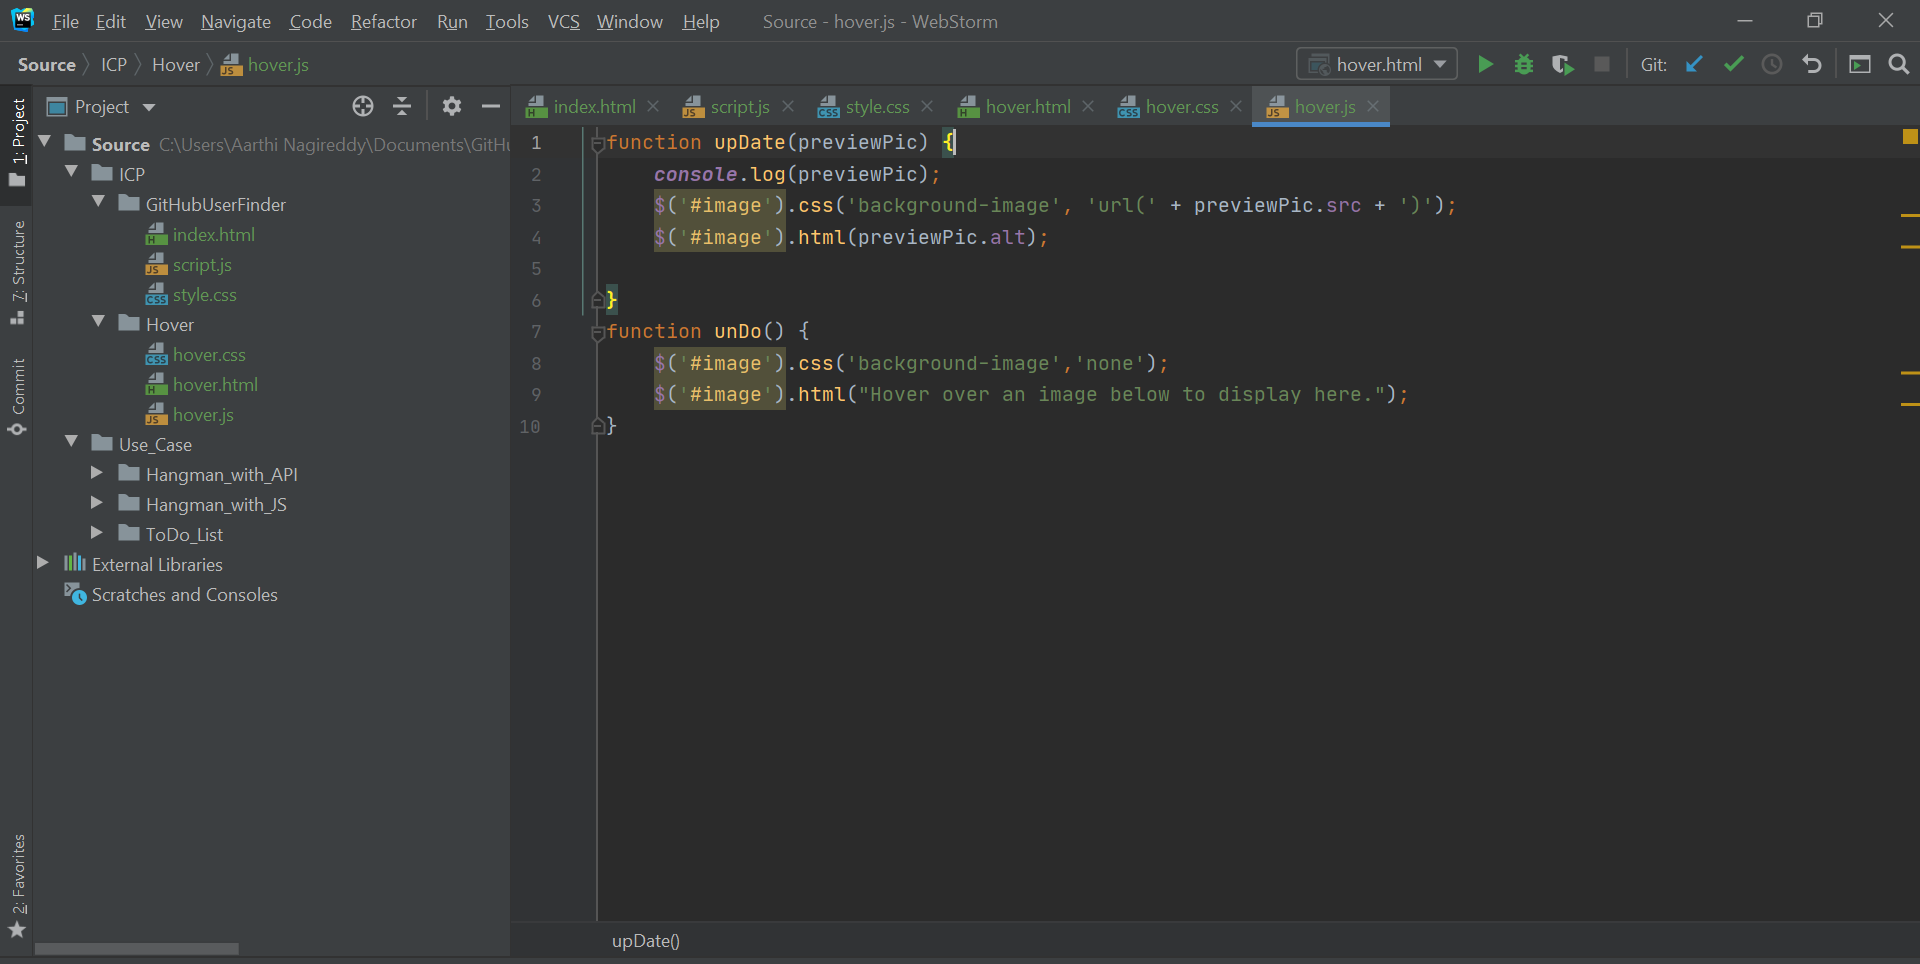 WS File Edit View Navigate Code Refactor Run Tools VCS Window Help Source - hover.js - WebStorm
Source ICP Hover hover.js hover.html Git:
1: Project
7: Structure
Commit
2: Favorites
Project
Source C:\Users\Aarthi Nagireddy\Documents\GitHu
ICP
GitHubUserFinder
index.html
script.js
style.css
Hover
hover.css
hover.html
hover.js
Use_Case
Hangman_with_API
Hangman_with_JS
ToDo_List
External Libraries
Scratches and Consoles
index.html script.js style.css hover.html hover.css hover.js
1 function upDate(previewPic) {
2 console.log(previewPic);
3 $('#image').css('background-image', 'url(' + previewPic.src + ')');
4 $('#image').html(previewPic.alt);
5
6 }
7 function unDo() {
8 $('#image').css('background-image','none');
9 $('#image').html("Hover over an image below to display here.");
10 }
upDate()